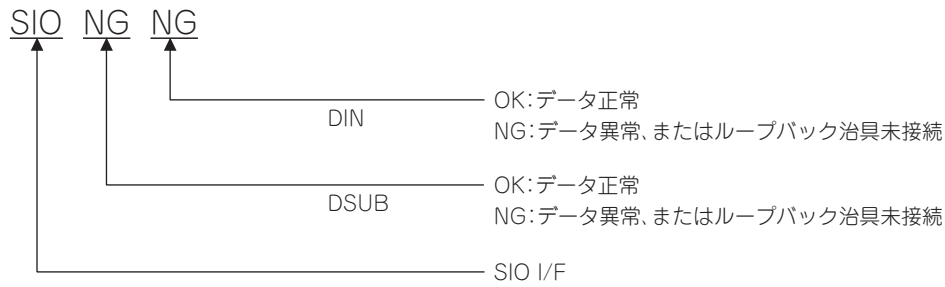 SIO NG NG
OK:データ正常
DIN
NG:データ異常、またはループバック治具未接続
OK:データ正常
DSUB
NG:データ異常、またはループバック治具未接続
SIO I/F